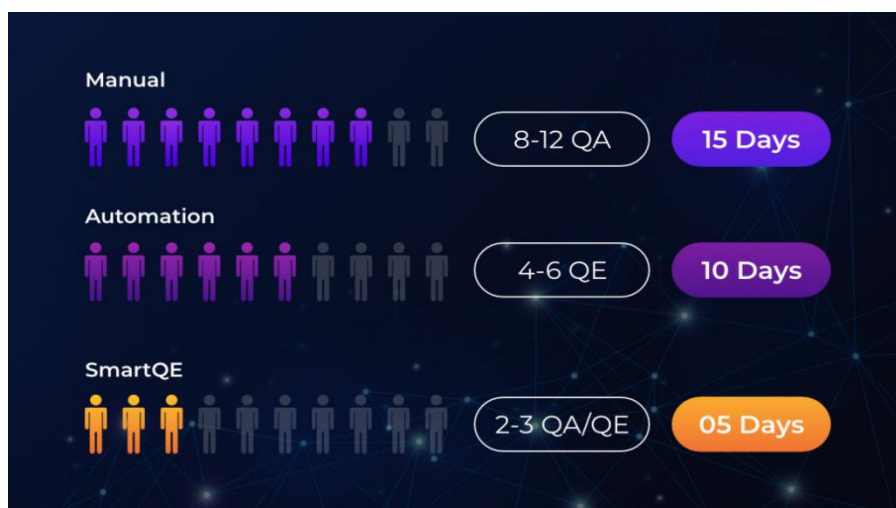 Manual
8-12 QA
15 Days
Automation
4-6 QE
10 Days
SmartQE
2-3 QA/QE
05 Days